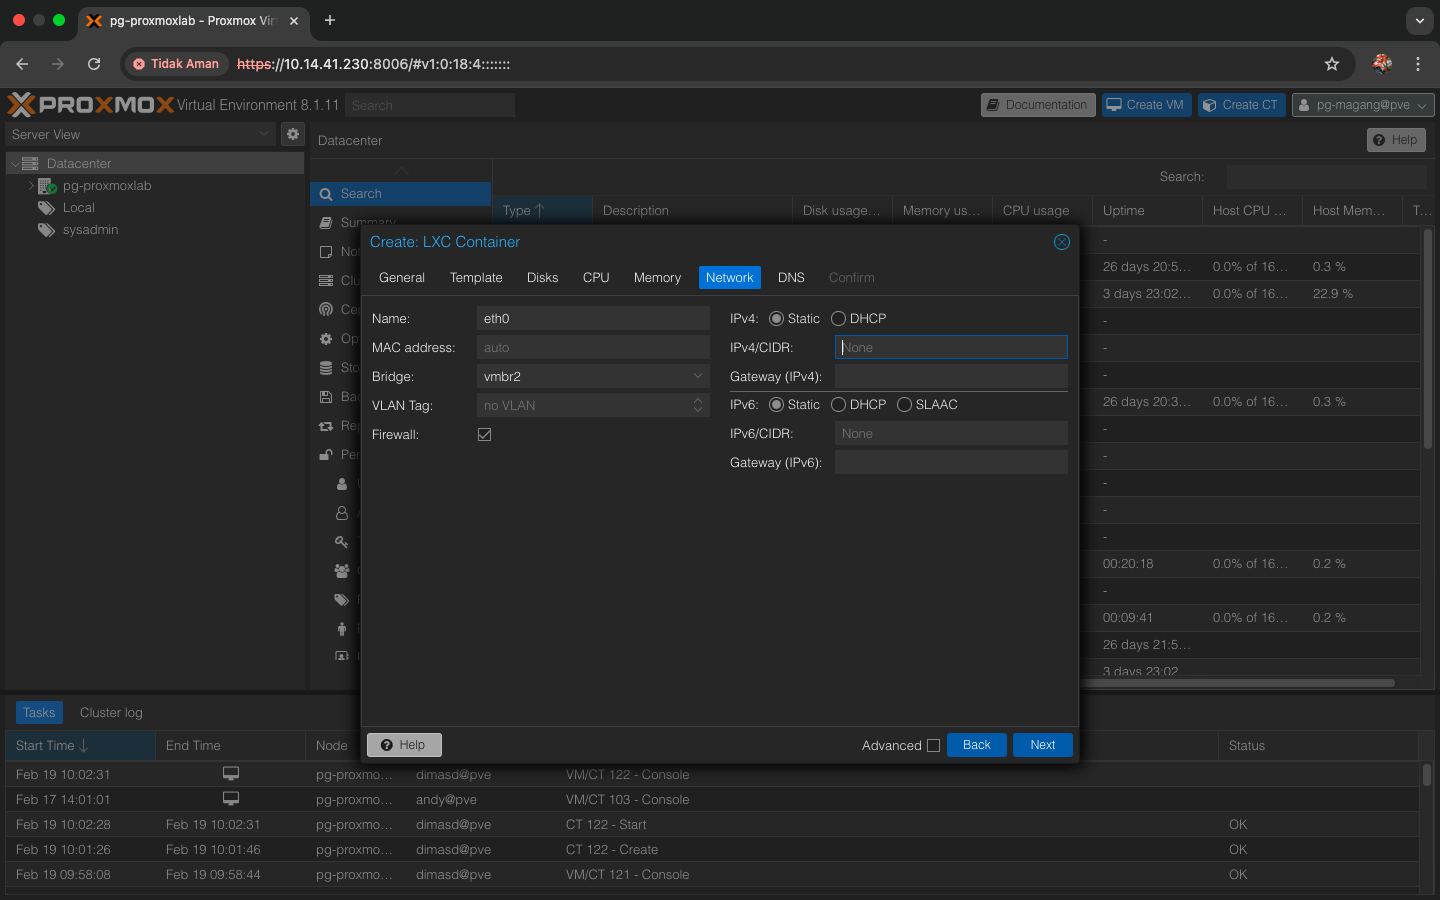 pg-proxmoxlab - Proxmox Vir
Tidak Aman
https://10.14.41.230:8006/#v1:0:18:4:::::::
PROXMOX Virtual Environment 8.1.11 Search
Documentation Create VM Create CT pg-magang@pve
Server View
Datacenter
Help
Datacenter
pg-proxmoxlab
Local
sysadmin
Search
Summary
Search:
Type Description Disk usage... Memory us... CPU usage Uptime Host CPU ... Host Mem... T...
No
Clu
Ce
Op
Sto
Ba
Re
Per
-
26 days 20:5... 0.0% of 16... 0.3 %
3 days 23:02... 0.0% of 16... 22.9 %
-
-
-
26 days 20:3... 0.0% of 16... 0.3 %
-
-
-
-
-
00:20:18 0.0% of 16... 0.2 %
-
00:09:41 0.0% of 16... 0.2 %
26 days 21:5...
3 days 23:02
Create: LXC Container
General Template Disks CPU Memory Network DNS Confirm
Name: eth0
MAC address: auto
Bridge: vmbr2
VLAN Tag: no VLAN
Firewall:
IPv4: Static DHCP
IPv4/CIDR: None
Gateway (IPv4):
IPv6: Static DHCP SLAAC
IPv6/CIDR: None
Gateway (IPv6):
Help Advanced Back Next
Tasks Cluster log
Start Time End Time Node Status
Feb 19 10:02:31 pg-proxmo... dimasd@pve VM/CT 122 - Console
Feb 17 14:01:01 pg-proxmo... andy@pve VM/CT 103 - Console
Feb 19 10:02:28 Feb 19 10:02:31 pg-proxmo... dimasd@pve CT 122 - Start OK
Feb 19 10:01:26 Feb 19 10:01:46 pg-proxmo... dimasd@pve CT 122 - Create OK
Feb 19 09:58:08 Feb 19 09:58:44 pg-proxmo... dimasd@pve VM/CT 121 - Console OK